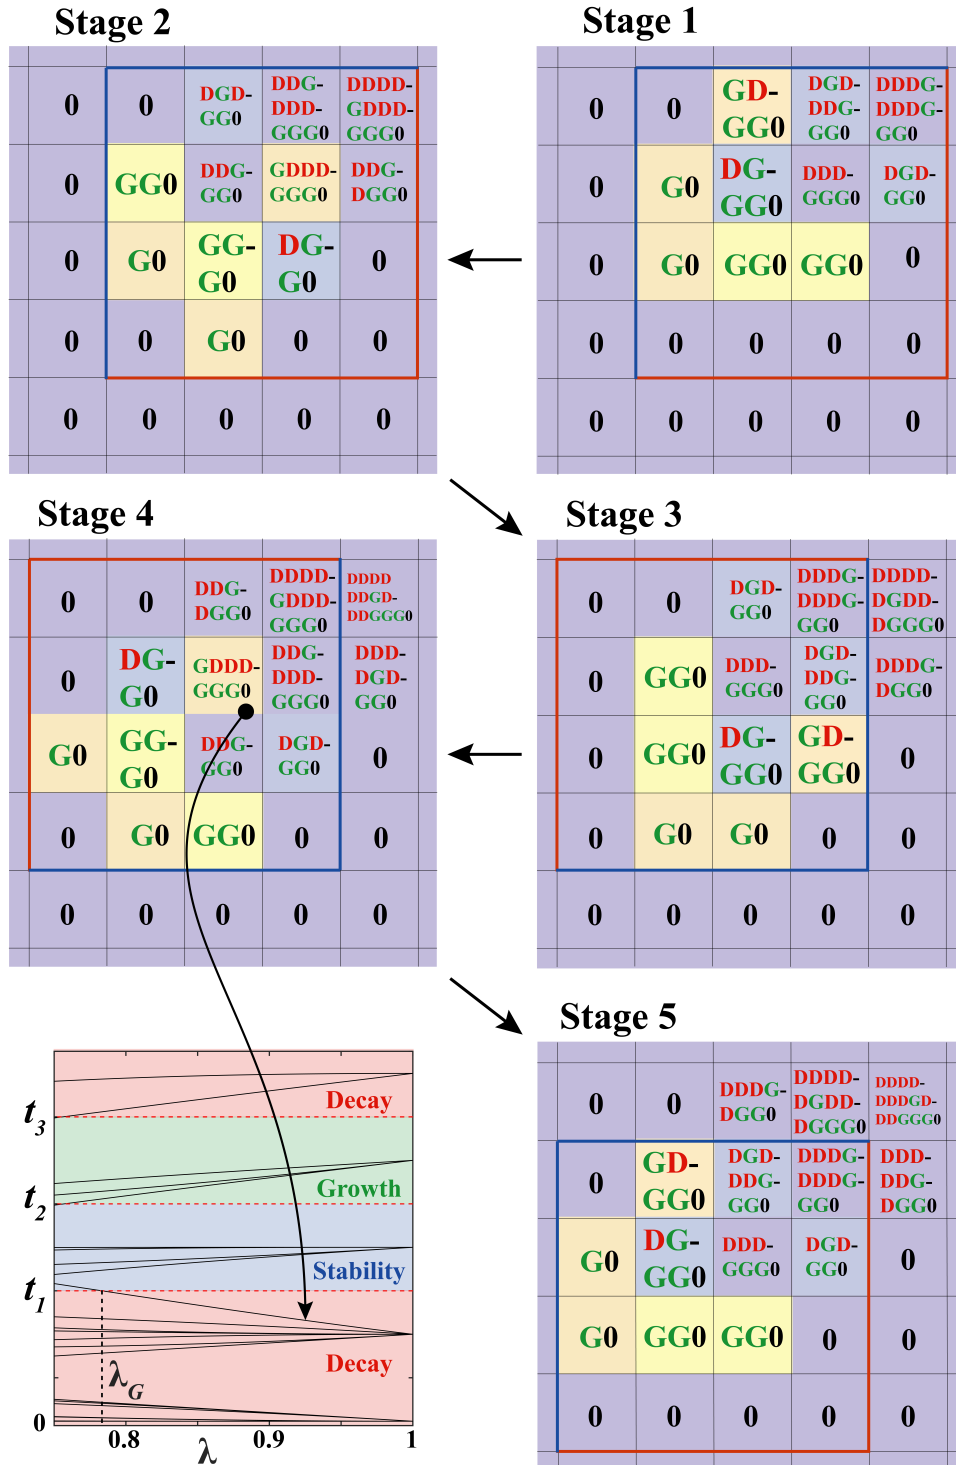 Stage 2
0 0 DGD- DDG- DDDD-
GG0 DDD- GDDD-
GGG0 GGG0
0 GG0 DDG- GDDD- DDG-
GG0 GGG0 DGG0
0 G0 GG- DG- 0
G0 G0
0 0 G0 0 0
0 0 0 0 0
Stage 1
0 0 GD- DGD- DDDG-
GG0 DDG- DDDG-
GG0 GG0
0 G0 DG- DDD- DGD-
GG0 GGG0 GG0
0 G0 GG0 GG0 0
0 0 0 0 0
0 0 0 0 0
Stage 4
0 0 DDG- DDDD- DDDD
DGG0 GDDD- DDGD-
GGG0 DDGGG0
0 DG- GDDD- DDG- DDD-
G0 GGG0 DDD- DGD-
GGG0 GG0
G0 GG- DDG- DGD- 0
G0 GG0 GG0
0 G0 GG0 0 0
0 0 0 0 0
Stage 3
0 0 DGD- DDDG- DDDD-
GG0 DDDG- DGDD-
GG0 DGGG0
0 GG0 DDD- DGD- DDDG-
GGG0 DDG- DGG0
GG0
0 GG0 DG- GD- 0
GG0 GG0
0 G0 G0 0 0
0 0 0 0 0
Stage 5
0 0 DDDG- DDDD- DDDD-
DGG0 DGDD- DDDGD-
DGGG0 DDGGG0
0 GD- DGD- DDDG- DDD-
GG0 DDG- DDDG- DDG-
GG0 GG0 DGG0
G0 DG- DDD- DGD- 0
GG0 GGG0 GG0
G0 GG0 GG0 0 0
0 0 0 0 0
Decay
t3
Growth
t2
Stability
t1
Decay
λG
0
0.8 0.9 1
λ